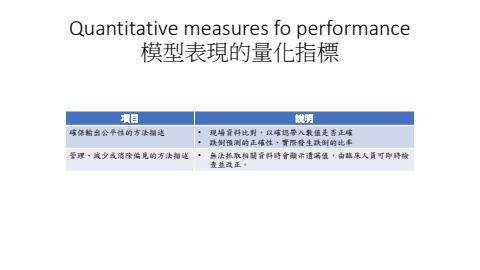 Quantitative measures fo performance
模型表現的量化指標
項目 說明
確保輸出公平性的方法描述 • 現場資料比對，以確認帶入數值是否正確
• 跌倒預測的正確性、實際發生跌倒的比率
管理、減少或消除偏見的方法描述 • 無法抓取相關資料時會顯示遺漏值，由臨床人員可即時檢
查並改正。